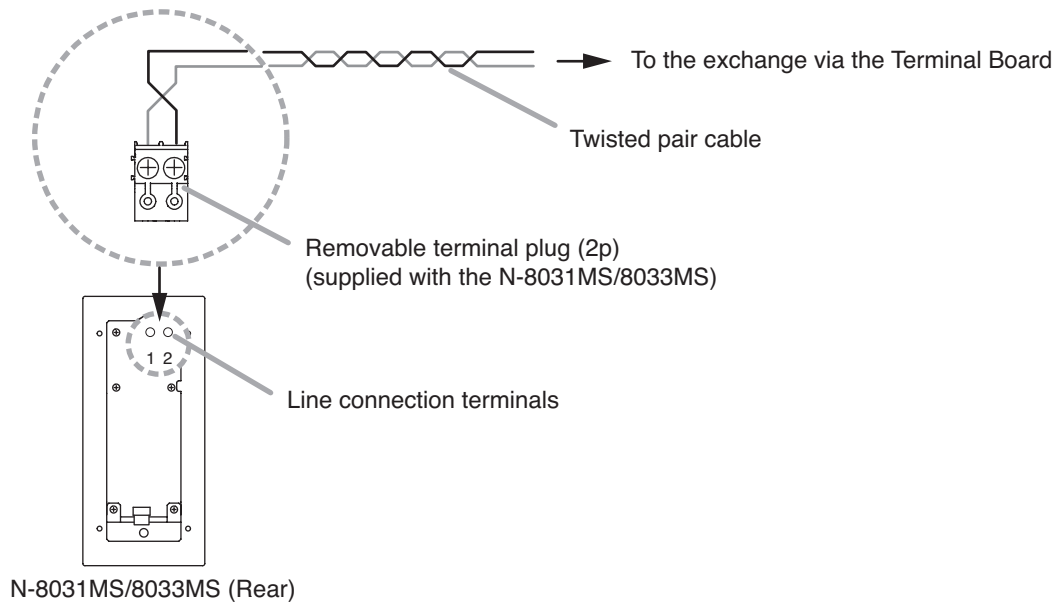 To the exchange via the Terminal Board
Twisted pair cable
Removable terminal plug (2p)
(supplied with the N-8031MS/8033MS)
1 2
Line connection terminals
N-8031MS/8033MS (Rear)